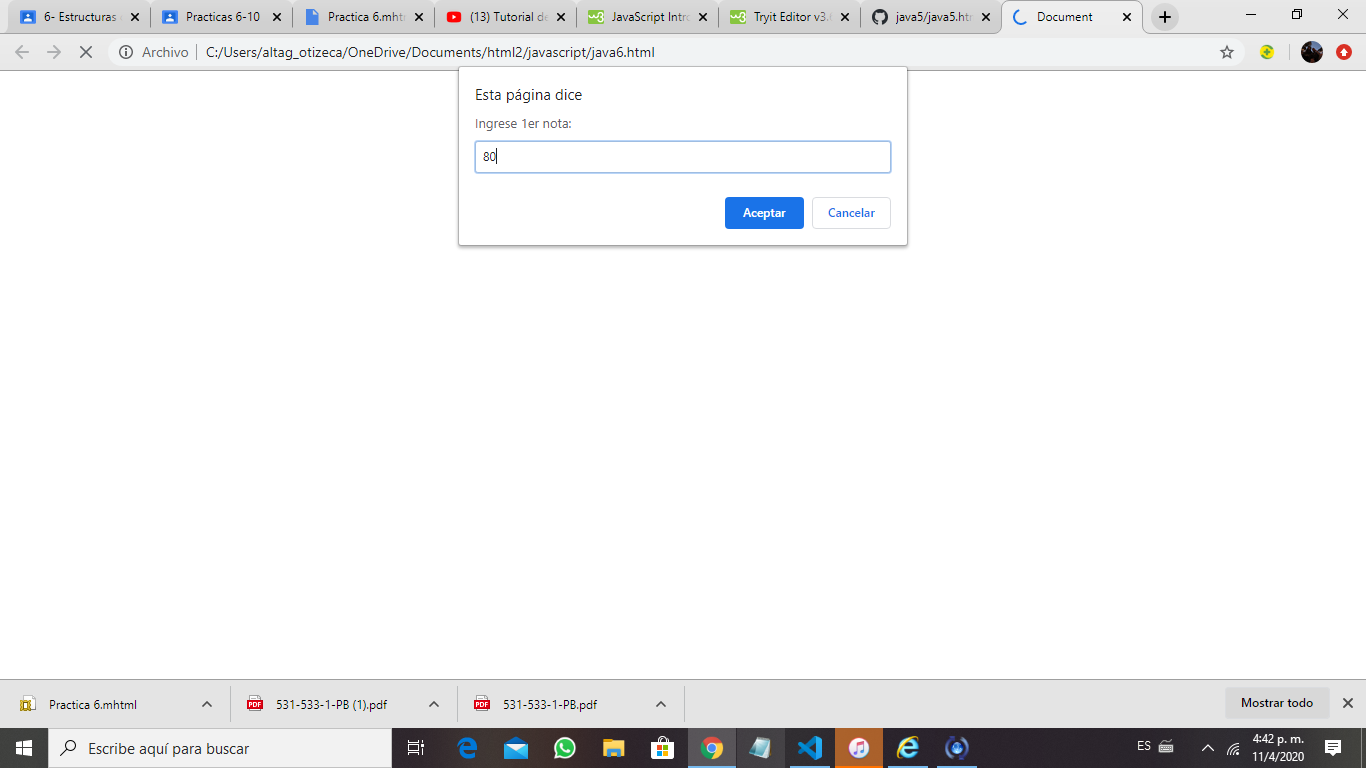 6- Estructuras
Practicas 6-10
Practica 6.mht
(13) Tutorial de
JavaScript Intro
Tryit Editor v3.
java5/java5.ht
Document
Archivo
C:/Users/altag_otizeca/OneDrive/Documents/html2/javascript/java6.html
Esta página dice
Ingrese 1er nota:
80
Aceptar
Cancelar
Practica 6.mhtml
PDF
531-533-1-PB (1).pdf
PDF
531-533-1-PB.pdf
Mostrar todo
Escribe aquí para buscar
ES
4:42 p. m.
11/4/2020